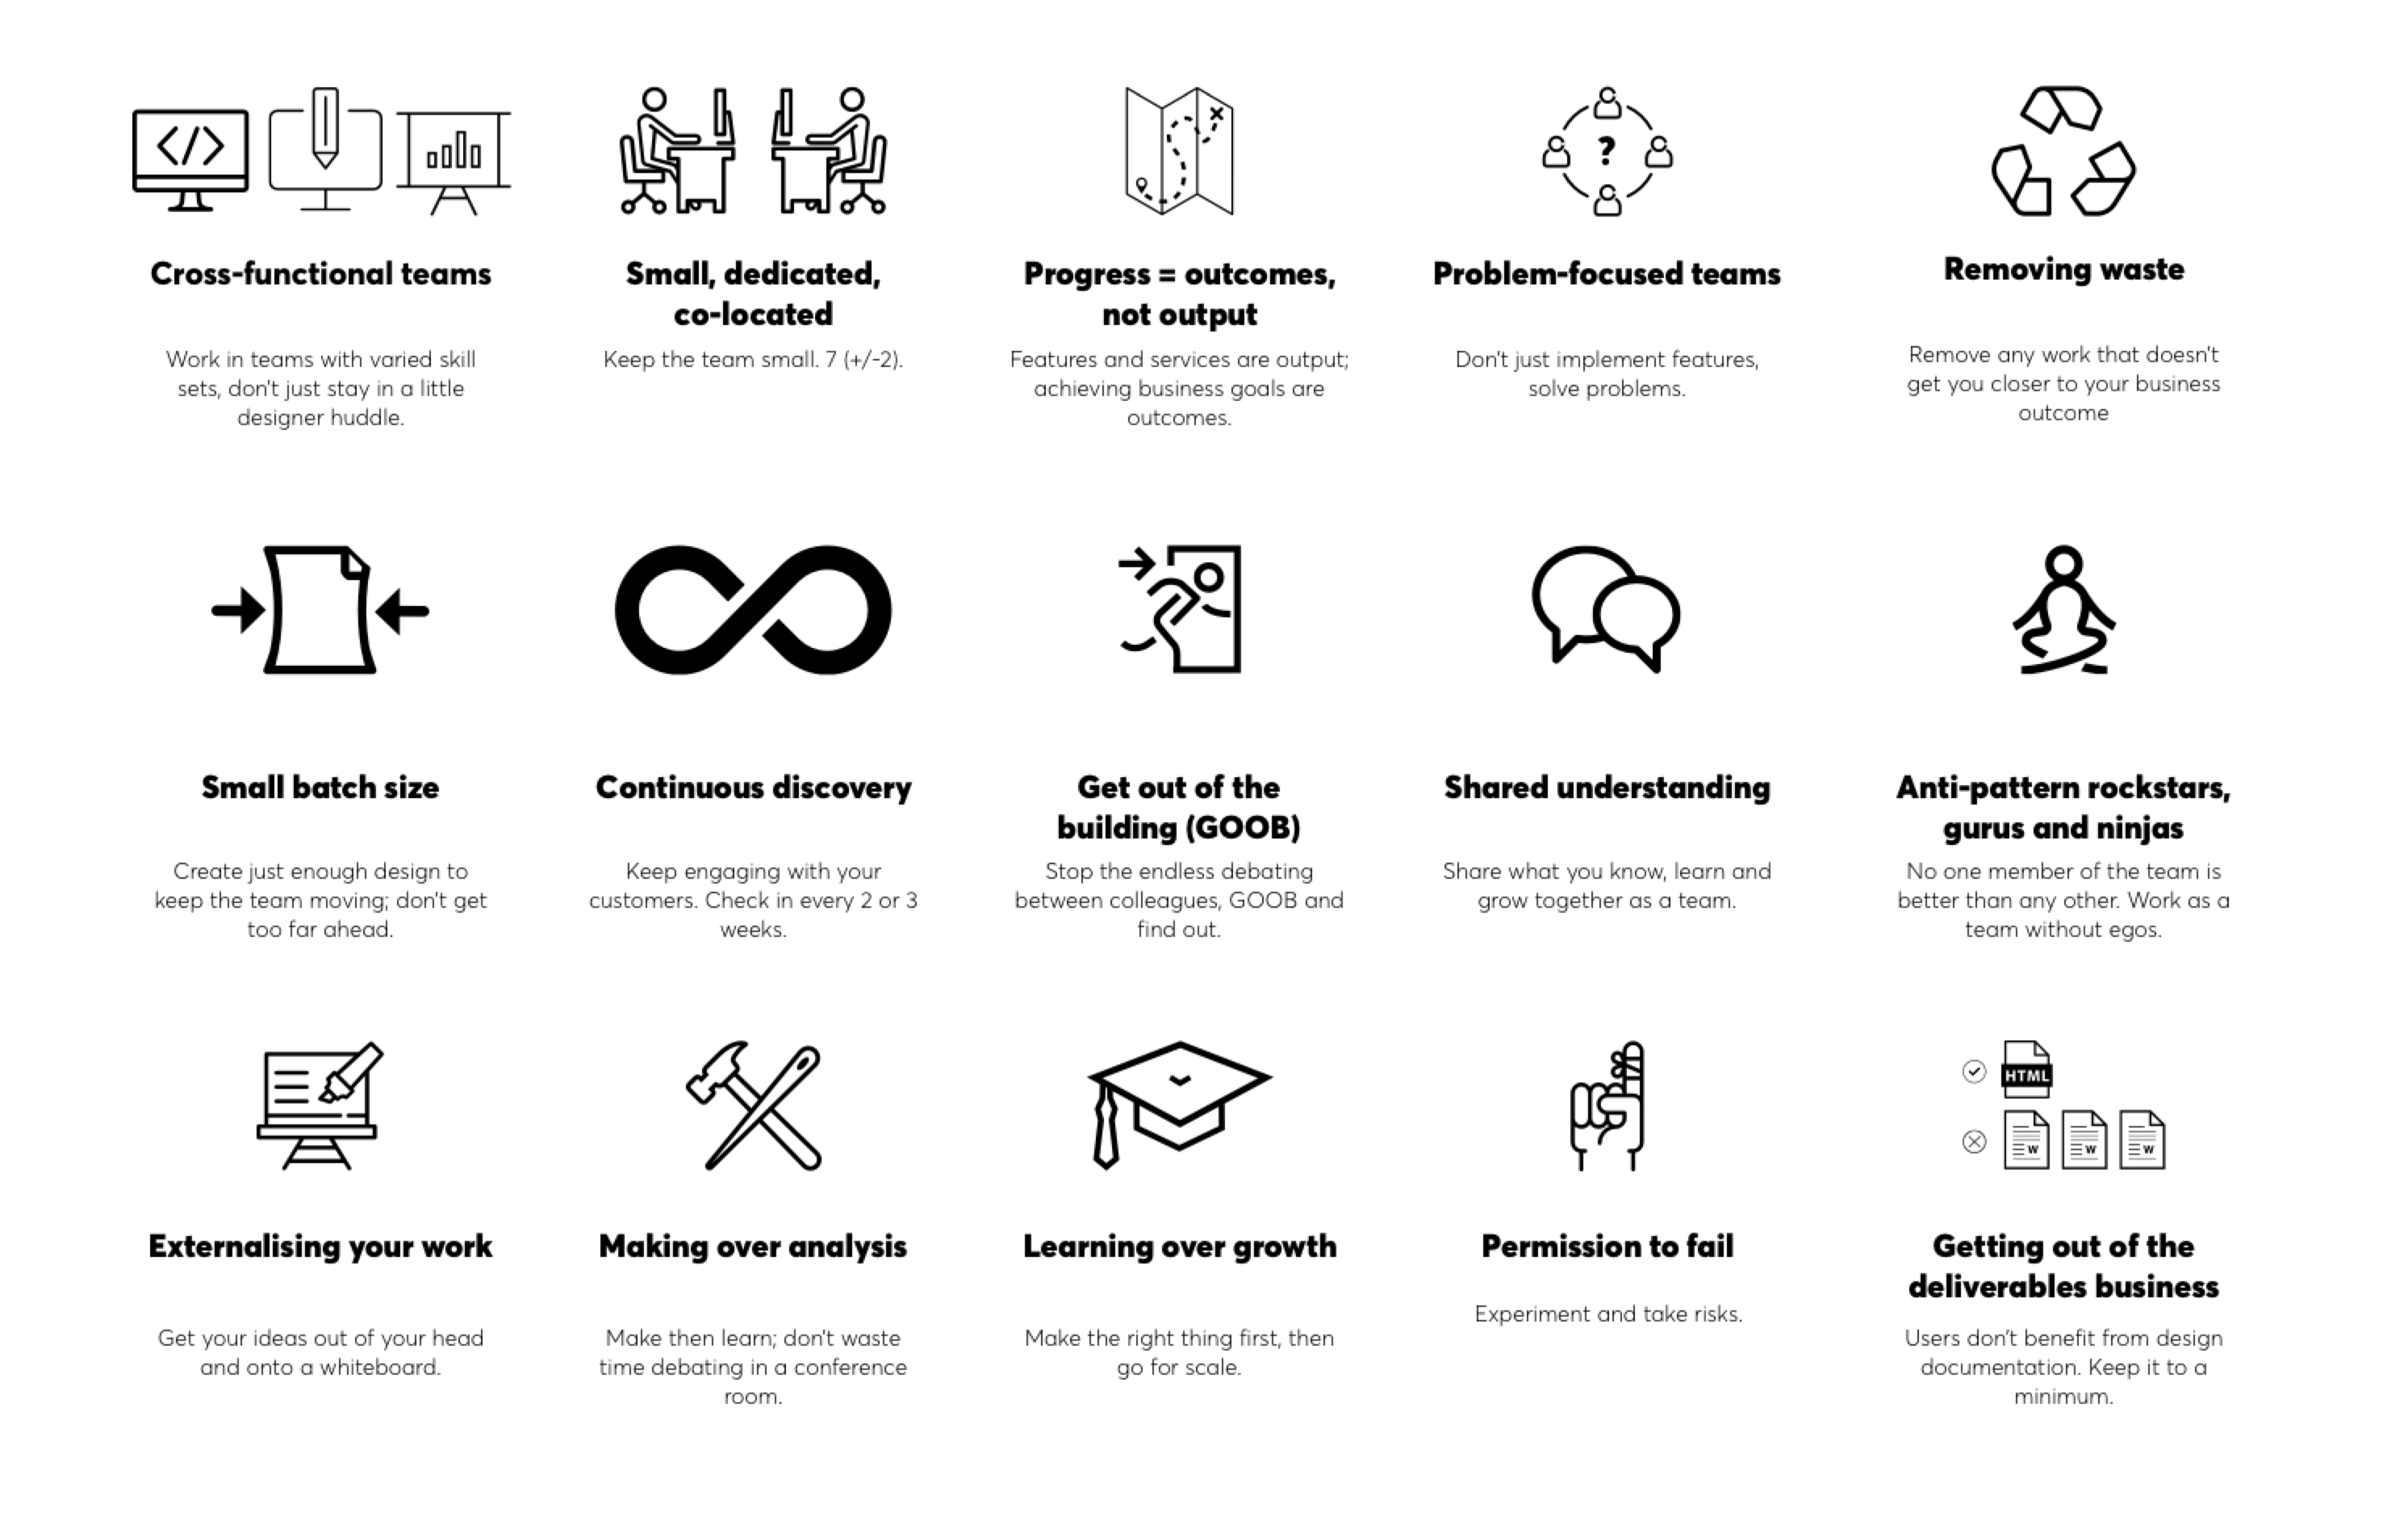 </>
?
Cross-functional teams
Work in teams with varied skill
sets, don't just stay in a little
designer huddle.
Small, dedicated,
co-located
Keep the team small. 7 (+/-2).
Progress = outcomes,
not output
Features and services are output;
achieving business goals are
outcomes.
Problem-focused teams
Don't just implement features,
solve problems.
Removing waste
Remove any work that doesn't
get you closer to your business
outcome
Small batch size
Create just enough design to
keep the team moving; don't get
too far ahead.
Continuous discovery
Keep engaging with your
customers. Check in every 2 or 3
weeks.
Get out of the
building (GOOB)
Stop the endless debating
between colleagues, GOOB and
find out.
Shared understanding
Share what you know, learn and
grow together as a team.
Anti-pattern rockstars,
gurus and ninjas
No one member of the team is
better than any other. Work as a
team without egos.
Externalising your work
Get your ideas out of your head
and onto a whiteboard.
Making over analysis
Make then learn; don't waste
time debating in a conference
room.
Learning over growth
Make the right thing first, then
go for scale.
Permission to fail
Experiment and take risks.
HTML
W W W
Getting out of the
deliverables business
Users don't benefit from design
documentation. Keep it to a
minimum.